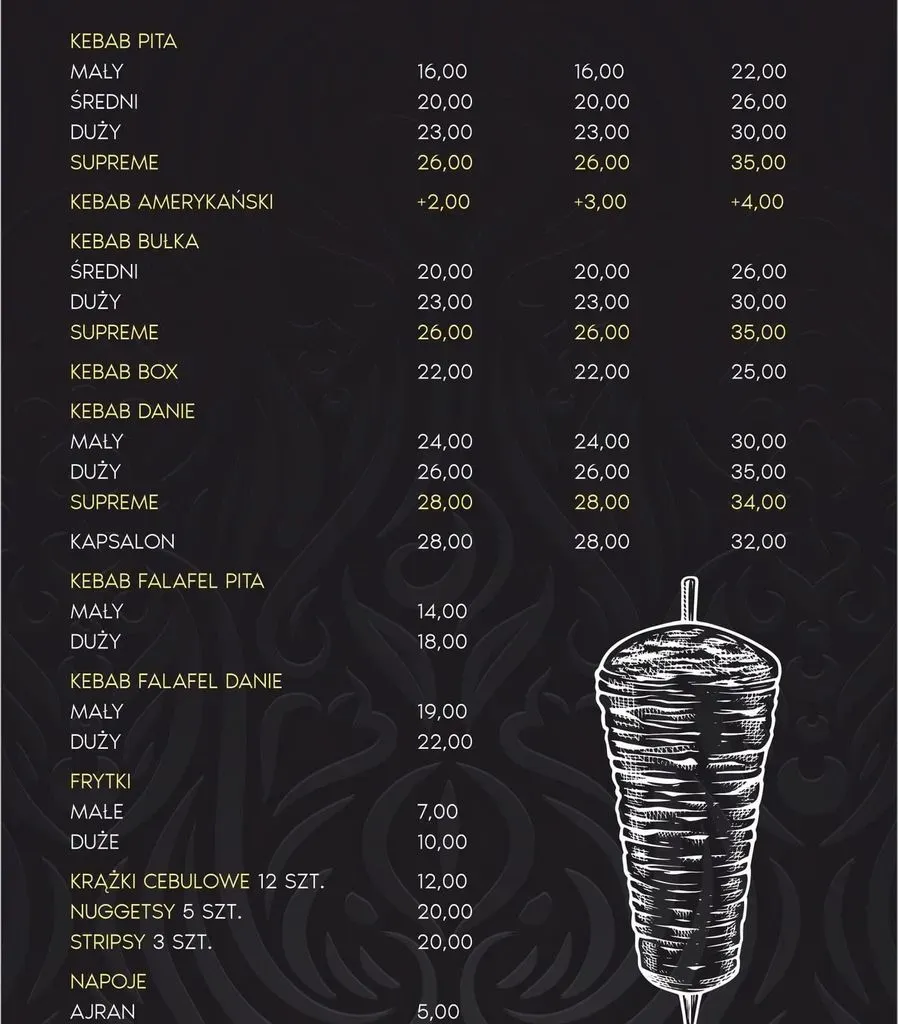 KEBAB PITA
MAŁY 16,00 16,00 22,00
ŚREDNI 20,00 20,00 26,00
DUŻY 23,00 23,00 30,00
SUPREME 26,00 26,00 35,00
KEBAB AMERYKAŃSKI +2,00 +3,00 +4,00
KEBAB BUŁKA
ŚREDNI 20,00 20,00 26,00
DUŻY 23,00 23,00 30,00
SUPREME 26,00 26,00 35,00
KEBAB BOX 22,00 22,00 25,00
KEBAB DANIE
MAŁY 24,00 24,00 30,00
DUŻY 26,00 26,00 35,00
SUPREME 28,00 28,00 34,00
KAPSALON 28,00 28,00 32,00
KEBAB FALAFEL PITA
MAŁY 14,00
DUŻY 18,00
KEBAB FALAFEL DANIE
MAŁY 19,00
DUŻY 22,00
FRYTKI
MAŁE 7,00
DUŻE 10,00
KRĄŻKI CEBULOWE 12 SZT. 12,00
NUGGETSY 5 SZT. 20,00
STRIPSY 3 SZT. 20,00
NAPOJE
AJRAN 5,00